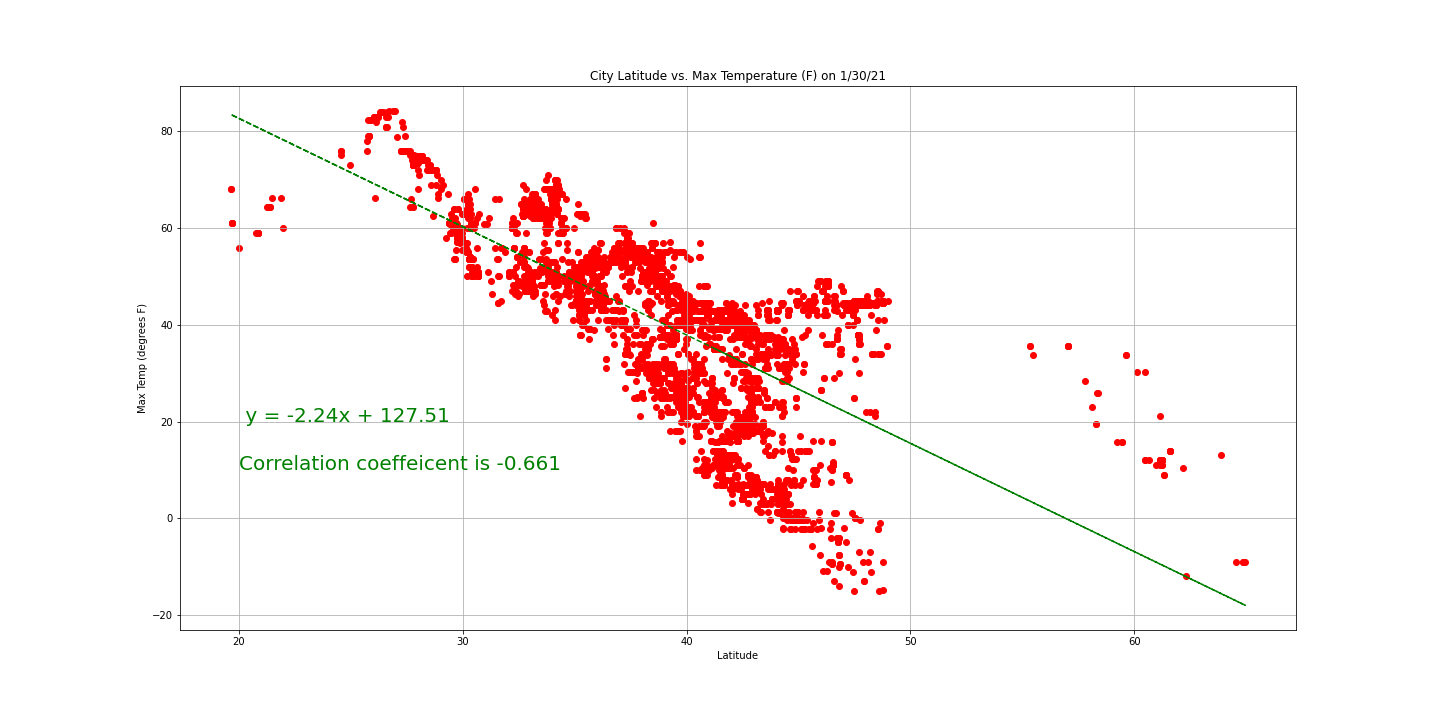 City Latitude vs. Max Temperature (F) on 1/30/21
Max Temp (degrees F)
80
60
40
20
0
−20
y = -2.24x + 127.51
Correlation coeffeicent is -0.661
20 30 40 50 60
Latitude